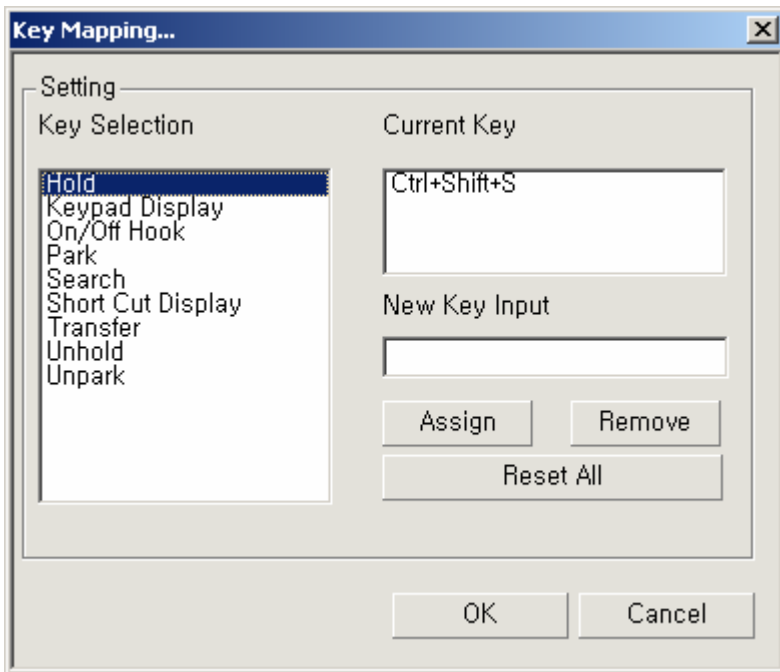 Key Mapping...
Setting
Key Selection
Hold
Keypad Display
On/Off Hook
Park
Search
Short Cut Display
Transfer
Unhold
Unpark
Current Key
Ctrl+Shift+S
New Key Input
Assign
Remove
Reset All
OK
Cancel